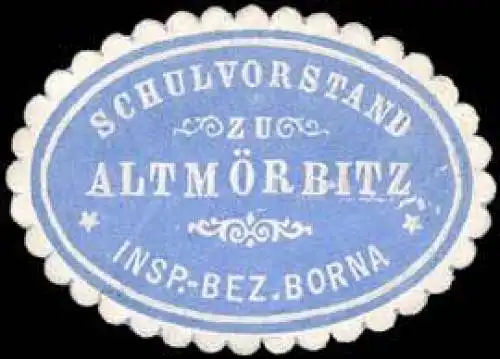 SCHULVORSTAND
ZU
ALTMÖRBITZ
INSP.-BEZ.BORNA